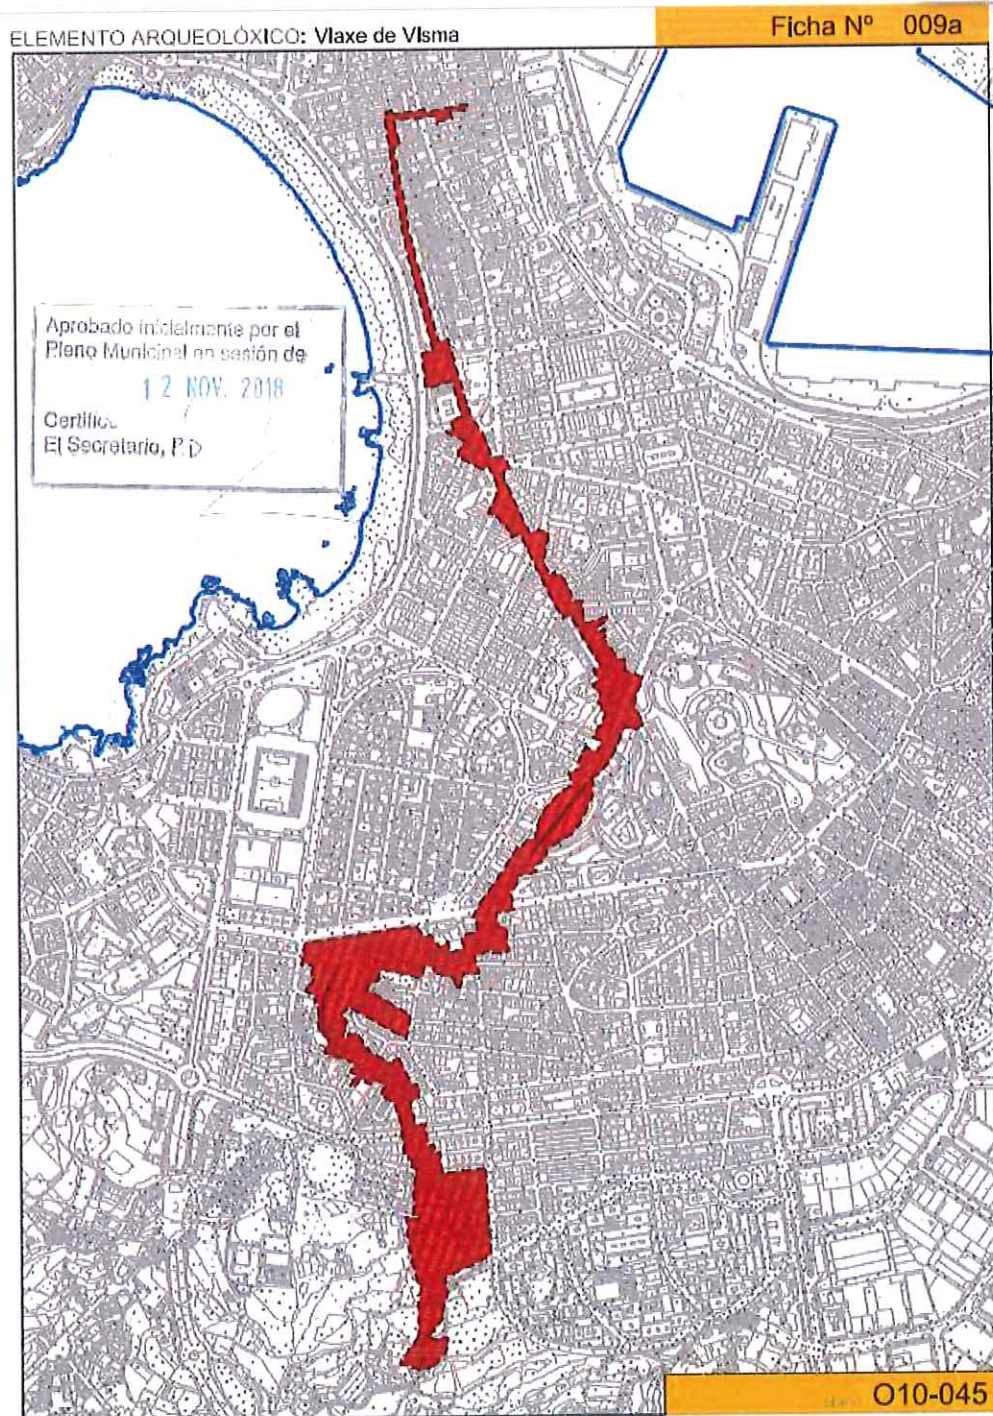 ELEMENTO ARQUEOLÓXICO: Viaxe de Visma
Ficha Nº 009a
Aprobado inicialmente por el
Pleno Municipal en sesión de
12 NOV. 2018
Certifico
El Secretario, P.D
O10-045